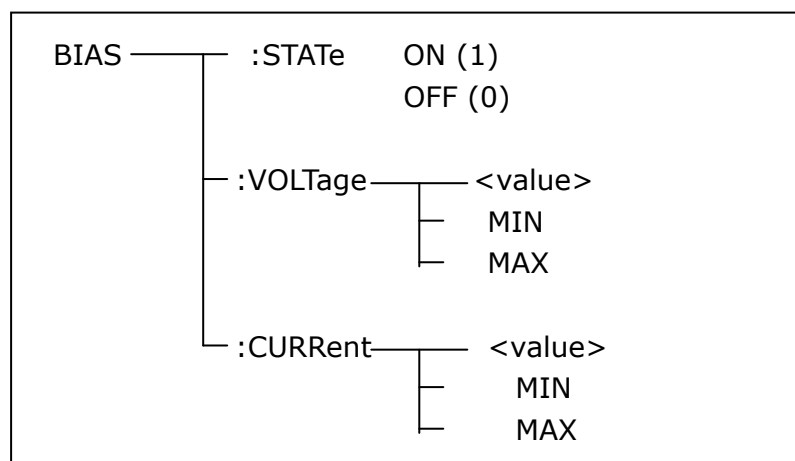 BIAS :STATe ON (1)
OFF (0)
:VOLTage <value>
MIN
MAX
:CURRent <value>
MIN
MAX